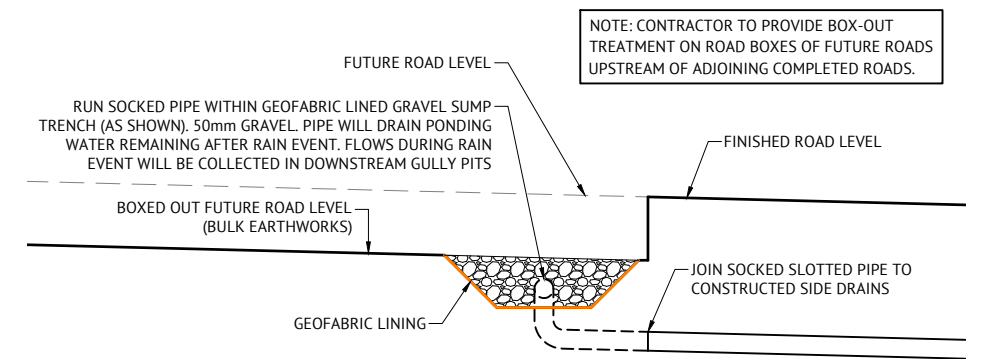 NOTE: CONTRACTOR TO PROVIDE BOX-OUT
TREATMENT ON ROAD BOXES OF FUTURE ROADS
UPSTREAM OF ADJOINING COMPLETED ROADS.
FUTURE ROAD LEVEL
RUN SOCKED PIPE WITHIN GEOFABRIC LINED GRAVEL SUMP
TRENCH (AS SHOWN). 50mm GRAVEL. PIPE WILL DRAIN PONDING
WATER REMAINING AFTER RAIN EVENT. FLOWS DURING RAIN
EVENT WILL BE COLLECTED IN DOWNSTREAM GULLY PITS
FINISHED ROAD LEVEL
BOXED OUT FUTURE ROAD LEVEL
(BULK EARTHWORKS)
JOIN SOCKED SLOTTED PIPE TO
CONSTRUCTED SIDE DRAINS
GEOFABRIC LINING